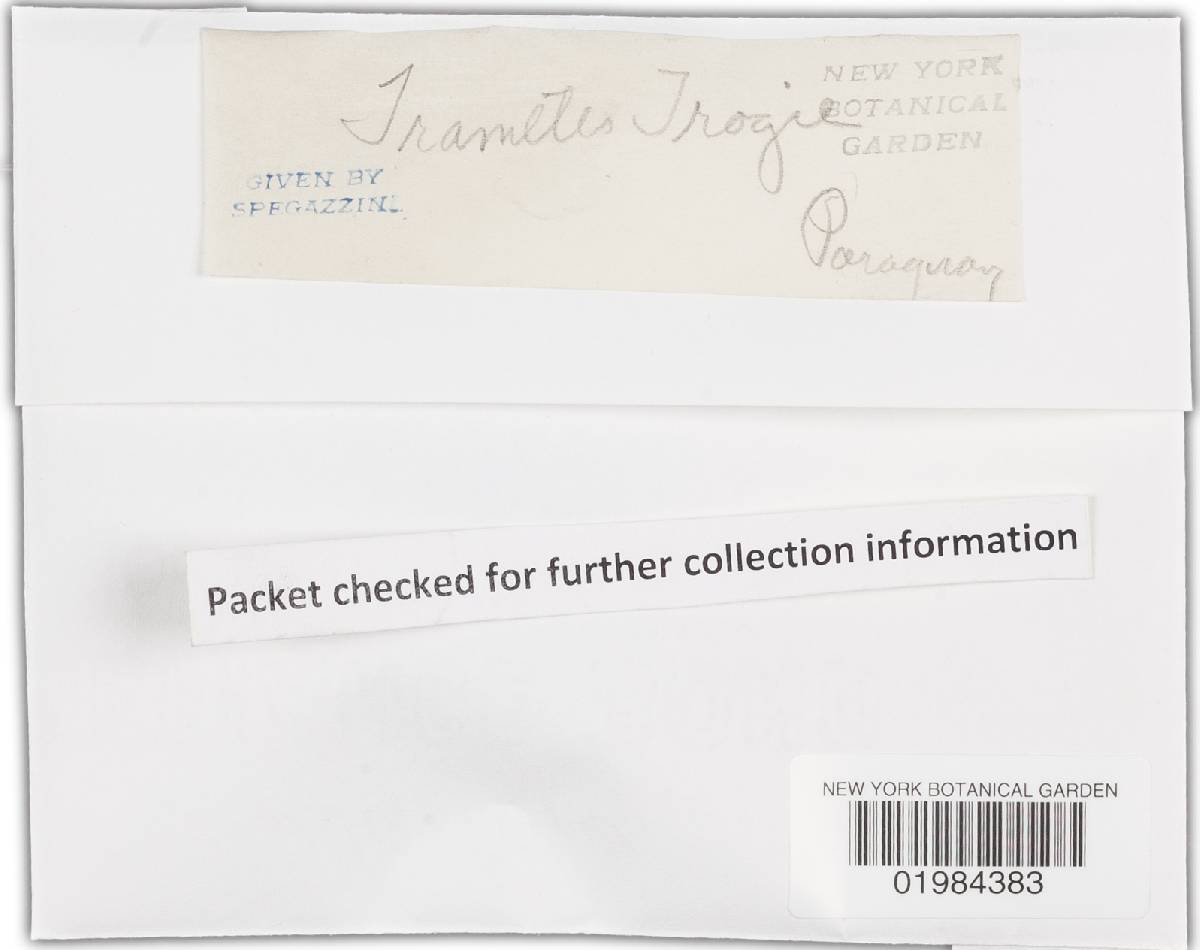 Trametes Trogie
NEW YORK
BOTANICAL
GARDEN
GIVEN BY
SPEGAZZINI.
Paraguay
Packet checked for further collection information
NEW YORK BOTANICAL GARDEN
01984383